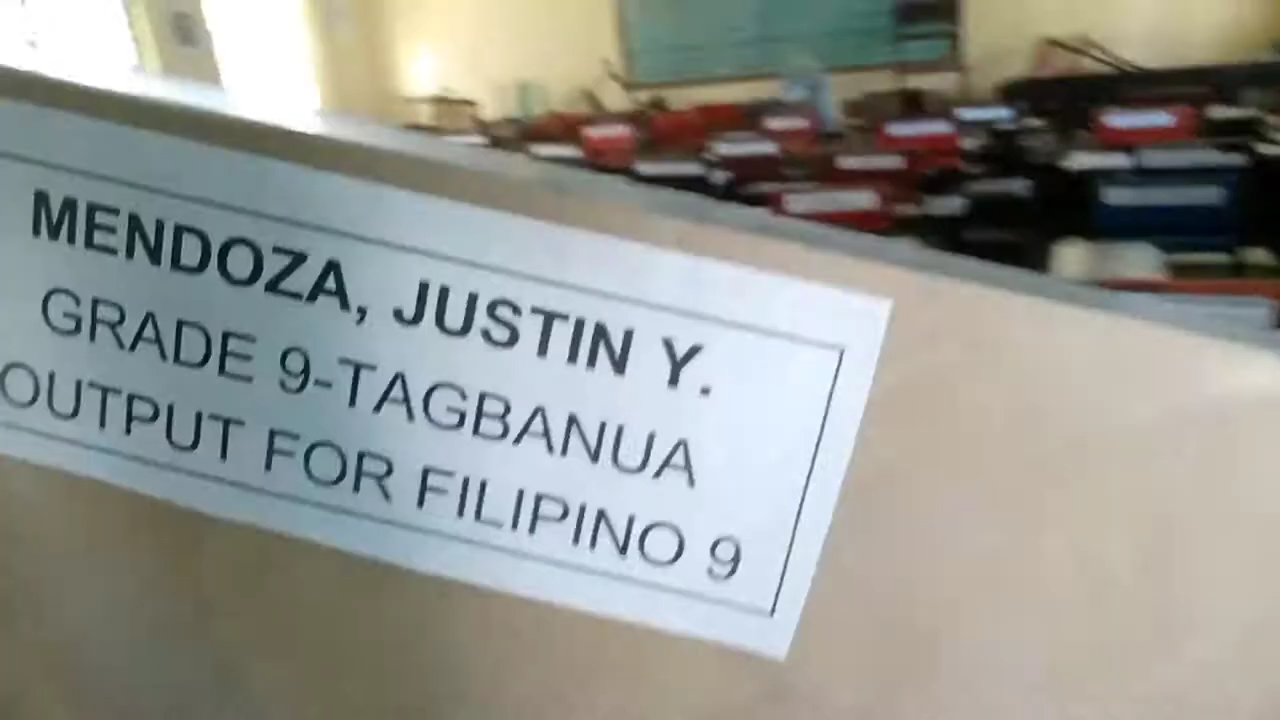 MENDOZA, JUSTIN Y.
GRADE 9-TAGBANUA
OUTPUT FOR FILIPINO 9